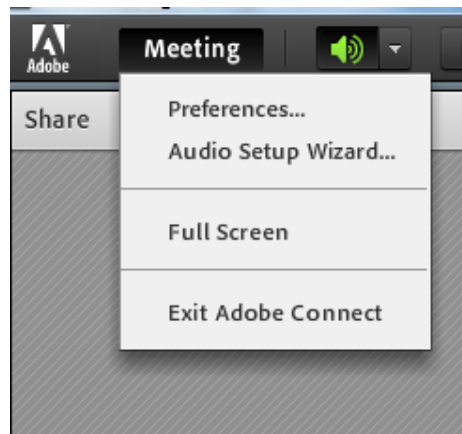 Adobe
Meeting
Share
Preferences...
Audio Setup Wizard...
Full Screen
Exit Adobe Connect